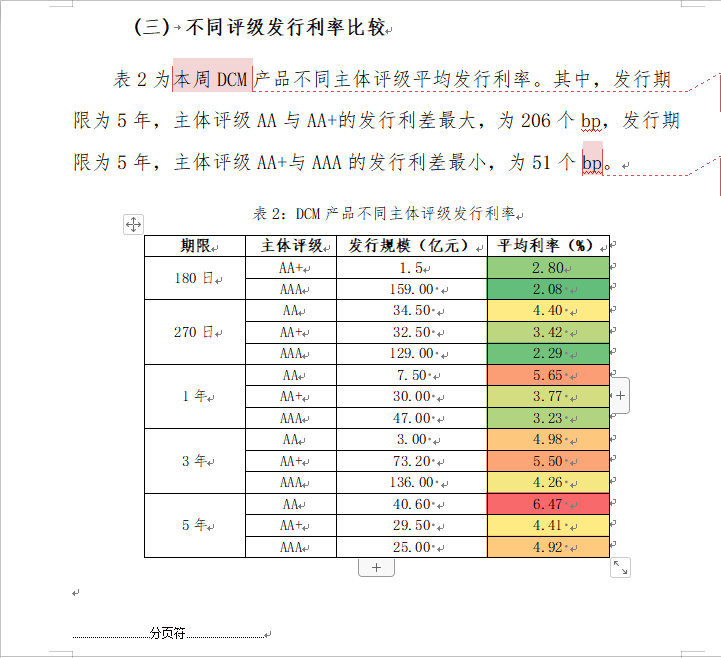 (三) 不同评级发行利率比较
表 2 为本周 DCM 产品不同主体评级平均发行利率。其中，发行期
限为 5 年，主体评级 AA 与 AA+的发行利差最大，为 206 个 bp，发行期
限为 5 年，主体评级 AA+与 AAA 的发行利差最小，为 51 个 bp。
表 2：DCM 产品不同主体评级发行利率
期限 主体评级 发行规模（亿元） 平均利率（%）
180 日 AA+ 1.5 2.80
AAA 159.00 2.08
270 日 AA 34.50 4.40
AA+ 32.50 3.42
AAA 129.00 2.29
1 年 AA 7.50 5.65
AA+ 30.00 3.77
AAA 47.00 3.23
3 年 AA 3.00 4.98
AA+ 73.20 5.50
AAA 136.00 4.26
5 年 AA 40.60 6.47
AA+ 29.50 4.41
AAA 25.00 4.92
分页符